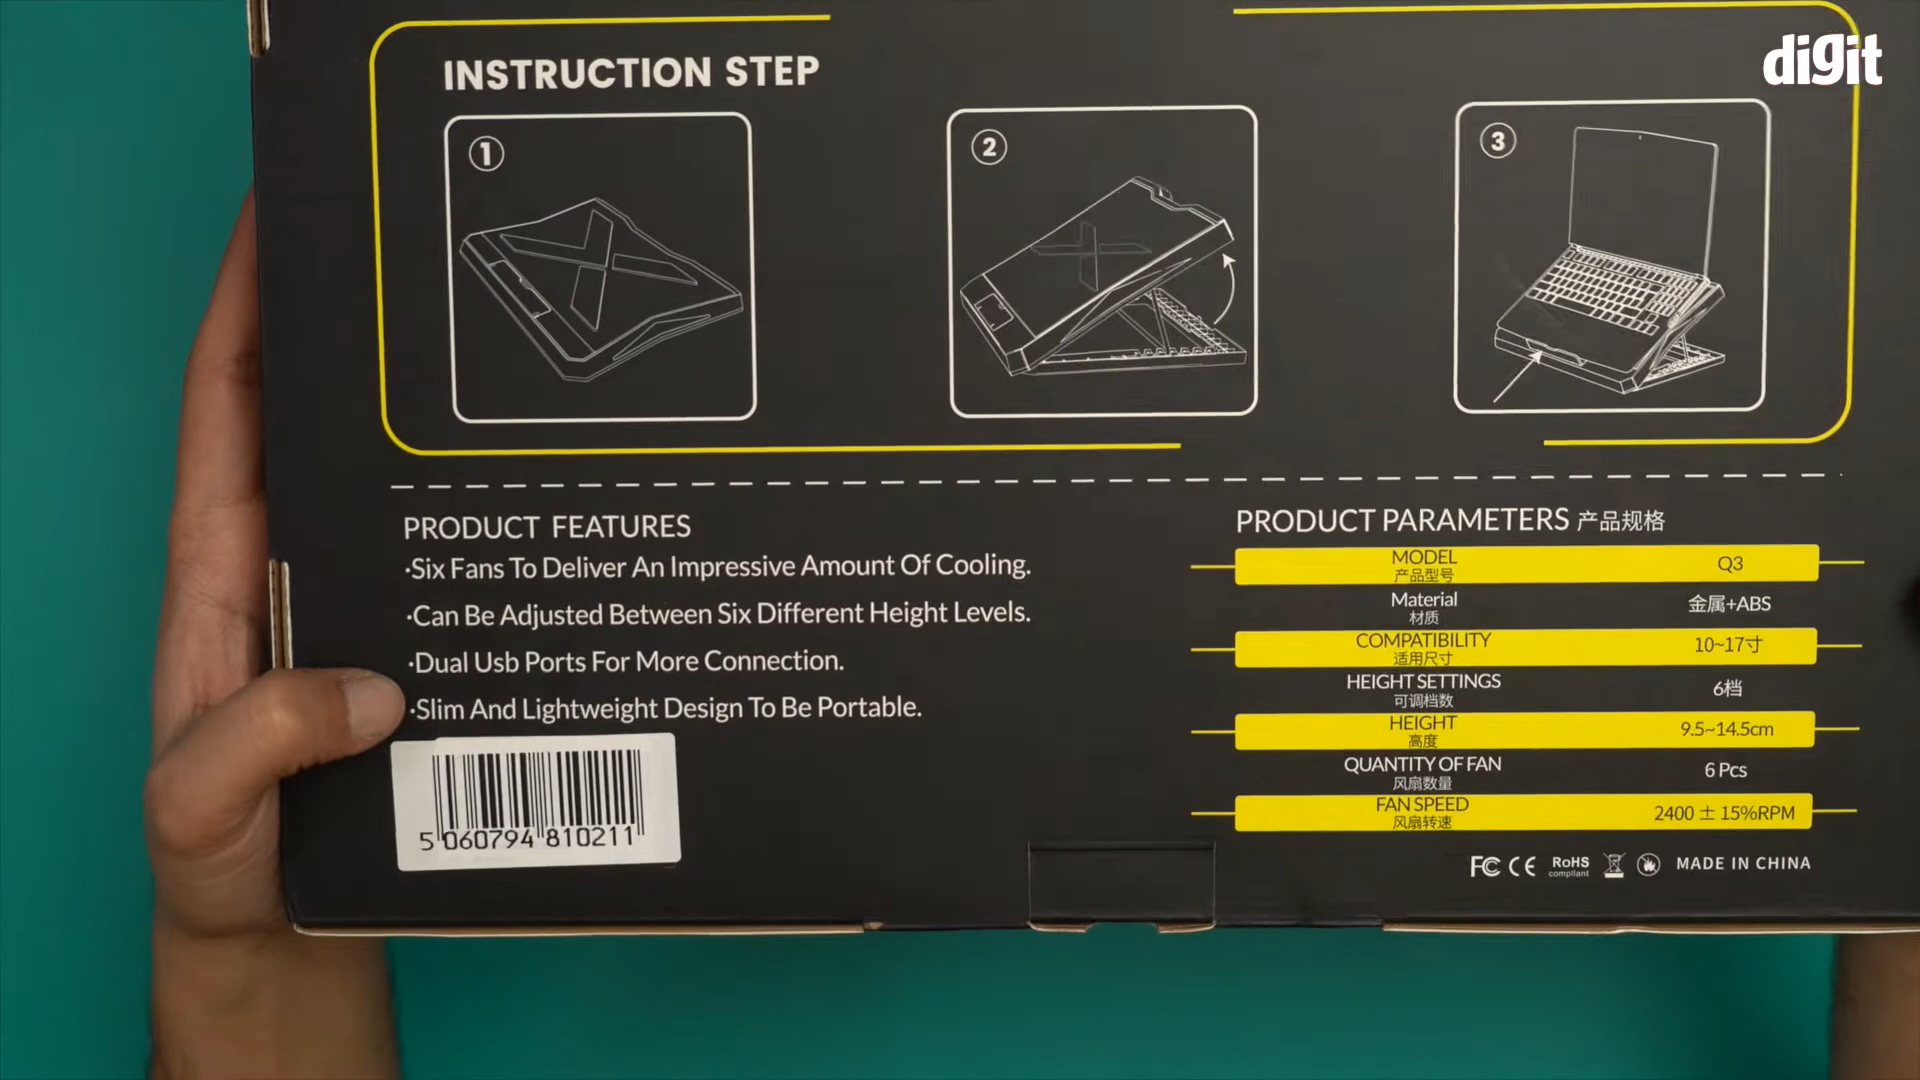 digit
INSTRUCTION STEP
1
2
3
PRODUCT FEATURES
·Six Fans To Deliver An Impressive Amount Of Cooling.
·Can Be Adjusted Between Six Different Height Levels.
·Dual Usb Ports For More Connection.
·Slim And Lightweight Design To Be Portable.
5 060794 810211
PRODUCT PARAMETERS 产品规格
MODEL Q3
产品型号
Material 金属+ABS
材质
COMPATIBILITY 10~17寸
适用尺寸
HEIGHT SETTINGS 6档
可调档数
HEIGHT 9.5~14.5cm
高度
QUANTITY OF FAN 6 Pcs
风扇数量
FAN SPEED 2400 ± 15%RPM
风扇转速
FC CE RoHS compliant MADE IN CHINA